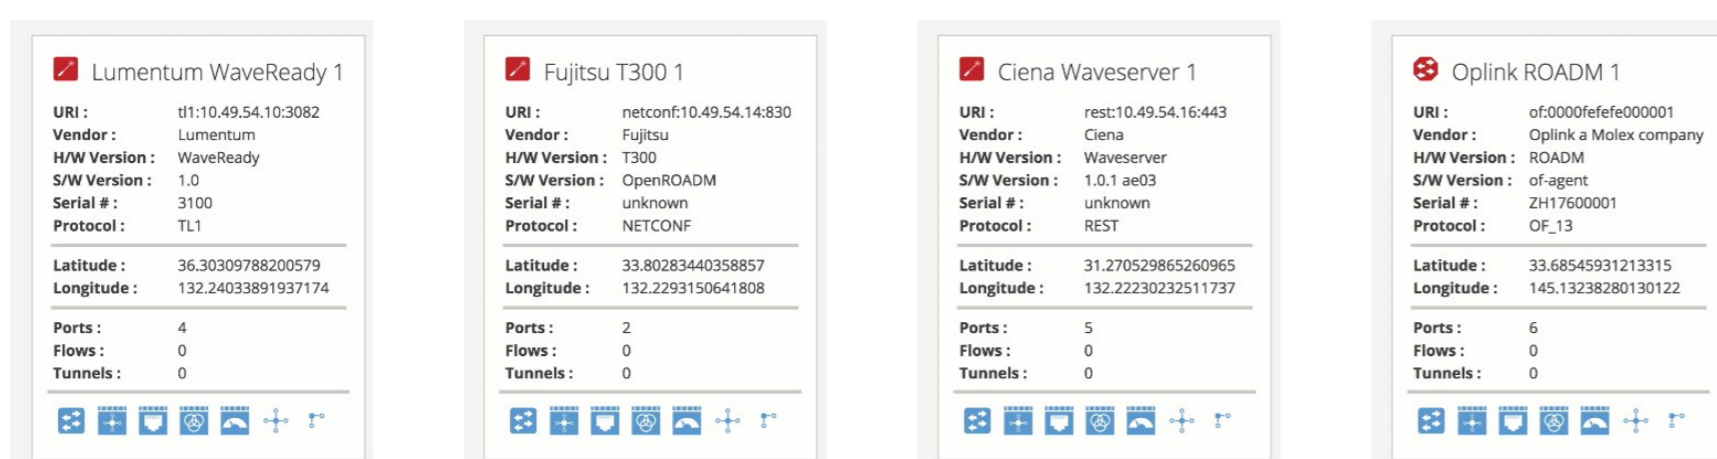 Lumentum WaveReady 1
URI : tl1:10.49.54.10:3082
Vendor : Lumentum
H/W Version : WaveReady
S/W Version : 1.0
Serial # : 3100
Protocol : TL1
Latitude : 36.30309788200579
Longitude : 132.24033891937174
Ports : 4
Flows : 0
Tunnels : 0
Fujitsu T300 1
URI : netconf:10.49.54.14:830
Vendor : Fujitsu
H/W Version : T300
S/W Version : OpenROADM
Serial # : unknown
Protocol : NETCONF
Latitude : 33.80283440358857
Longitude : 132.2293150641808
Ports : 2
Flows : 0
Tunnels : 0
Ciena Waveserver 1
URI : rest:10.49.54.16:443
Vendor : Ciena
H/W Version : Waveserver
S/W Version : 1.0.1 ae03
Serial # : unknown
Protocol : REST
Latitude : 31.270529865260965
Longitude : 132.22230232511737
Ports : 5
Flows : 0
Tunnels : 0
Oplink ROADM 1
URI : of:0000fefefe000001
Vendor : Oplink a Molex company
H/W Version : ROADM
S/W Version : of-agent
Serial # : ZH17600001
Protocol : OF_13
Latitude : 33.68545931213315
Longitude : 145.13238280130122
Ports : 6
Flows : 0
Tunnels : 0